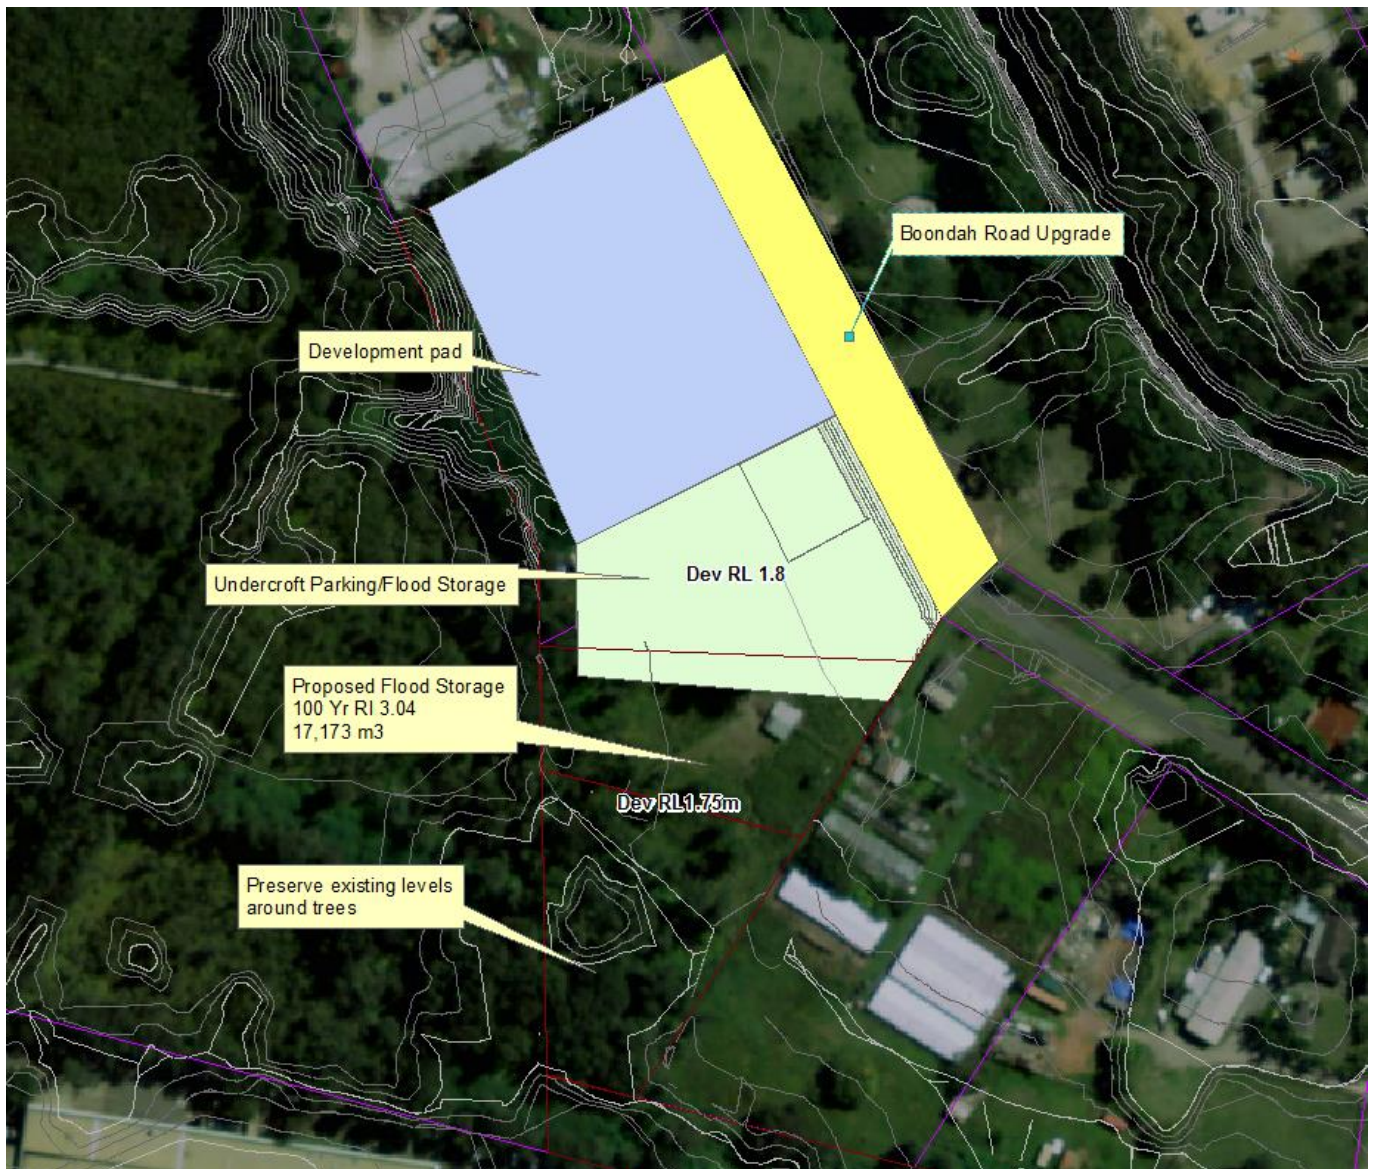 Boondah Road Upgrade
Development pad
Undercroft Parking/Flood Storage
Dev RL 1.8
Proposed Flood Storage
100 Yr Rl 3.04
17,173 m3
Dev RL1.75m
Preserve existing levels
around trees